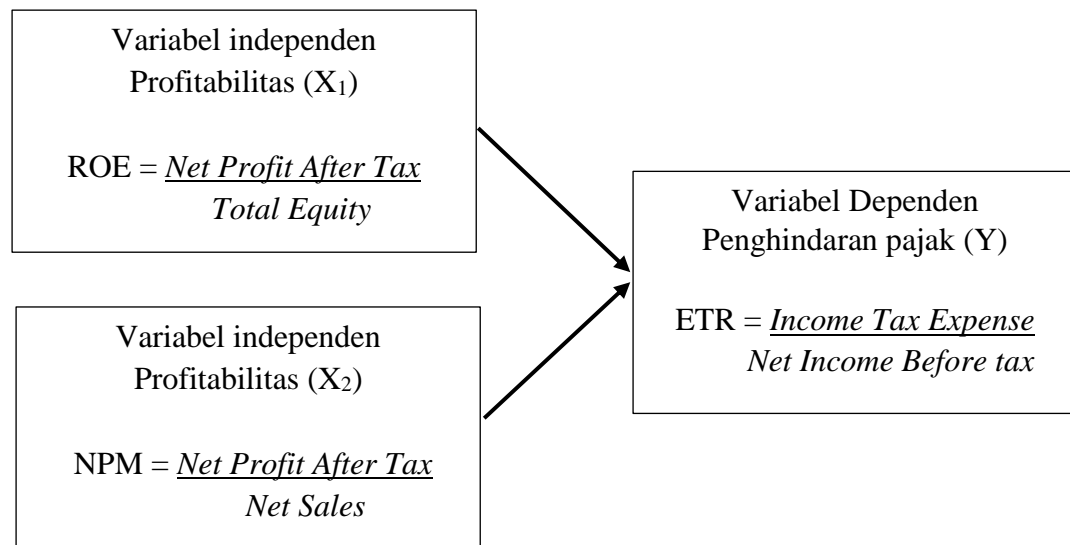 Variabel independen
Profitabilitas (X₁)
ROE = Net Profit After Tax
Total Equity
Variabel independen
Profitabilitas (X₂)
NPM = Net Profit After Tax
Net Sales
Variabel Dependen
Penghindaran pajak (Y)
ETR = Income Tax Expense
Net Income Before tax